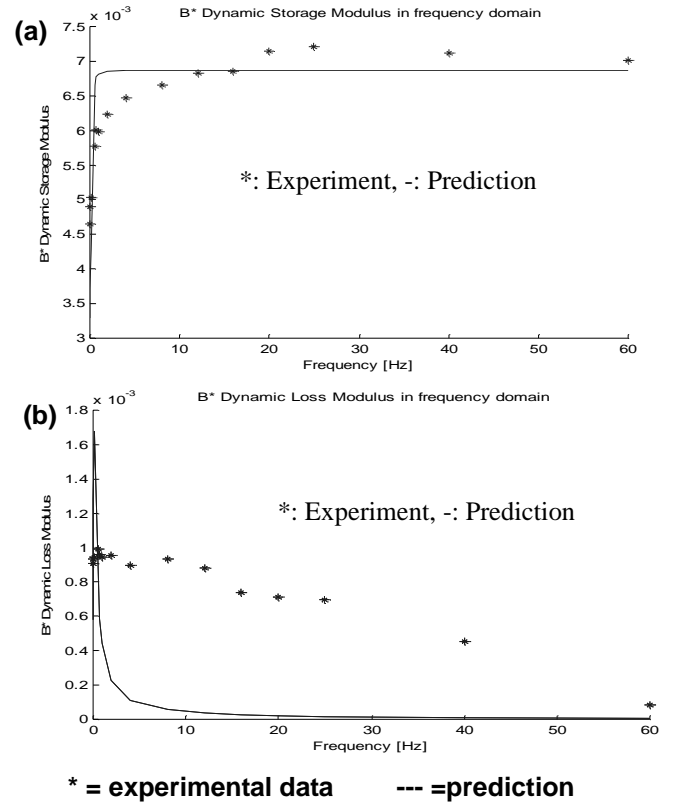 (a)
B* Dynamic Storage Modulus in frequency domain
x 10⁻³
7.5
7
6.5
6
5.5
5
4.5
4
3.5
3
B* Dynamic Storage Modulus
*: Experiment, -: Prediction
0 10 20 30 40 50 60
Frequency [Hz]
(b)
B* Dynamic Loss Modulus in frequency domain
x 10⁻³
1.8
1.6
1.4
1.2
1
0.8
0.6
0.4
0.2
0
B* Dynamic Loss Modulus
*: Experiment, -: Prediction
0 10 20 30 40 50 60
Frequency [Hz]
* = experimental data --- =prediction